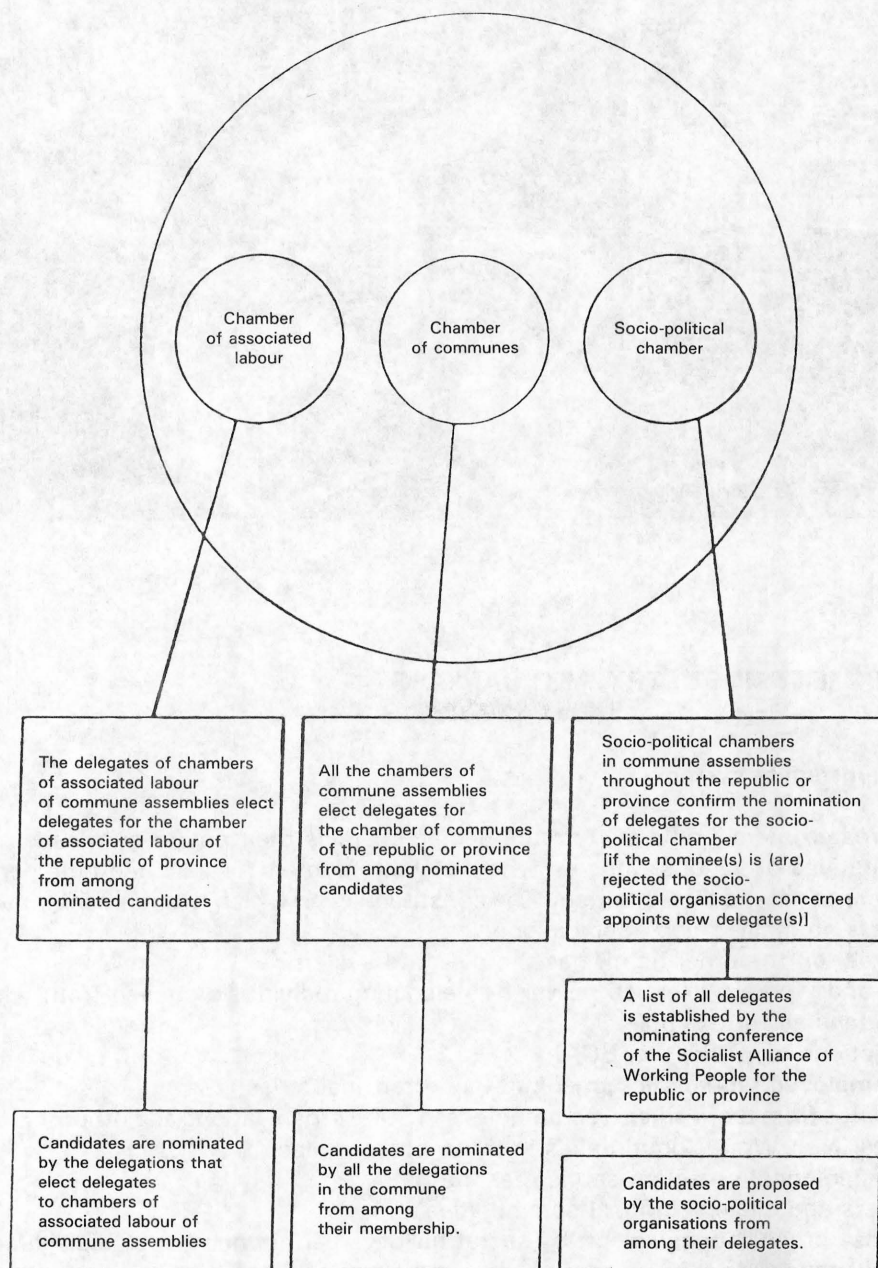 Chamber
of associated
labour
Chamber
of communes
Socio-political
chamber
The delegates of chambers
of associated labour
of commune assemblies elect
delegates for the chamber
of associated labour of
the republic of province
from among
nominated candidates
All the chambers of
commune assemblies
elect delegates for
the chamber of communes
of the republic or province
from among nominated
candidates
Socio-political chambers
in commune assemblies
throughout the republic or
province confirm the nomination
of delegates for the socio-
political chamber
[if the nominee(s) is (are)
rejected the socio-
political organisation concerned
appoints new delegate(s)]
A list of all delegates
is established by the
nominating conference
of the Socialist Alliance of
Working People for the
republic or province
Candidates are nominated
by the delegations that
elect delegates
to chambers of
associated labour of
commune assemblies
Candidates are nominated
by all the delegations
in the commune
from among
their membership.
Candidates are proposed
by the socio-political
organisations from
among their delegates.